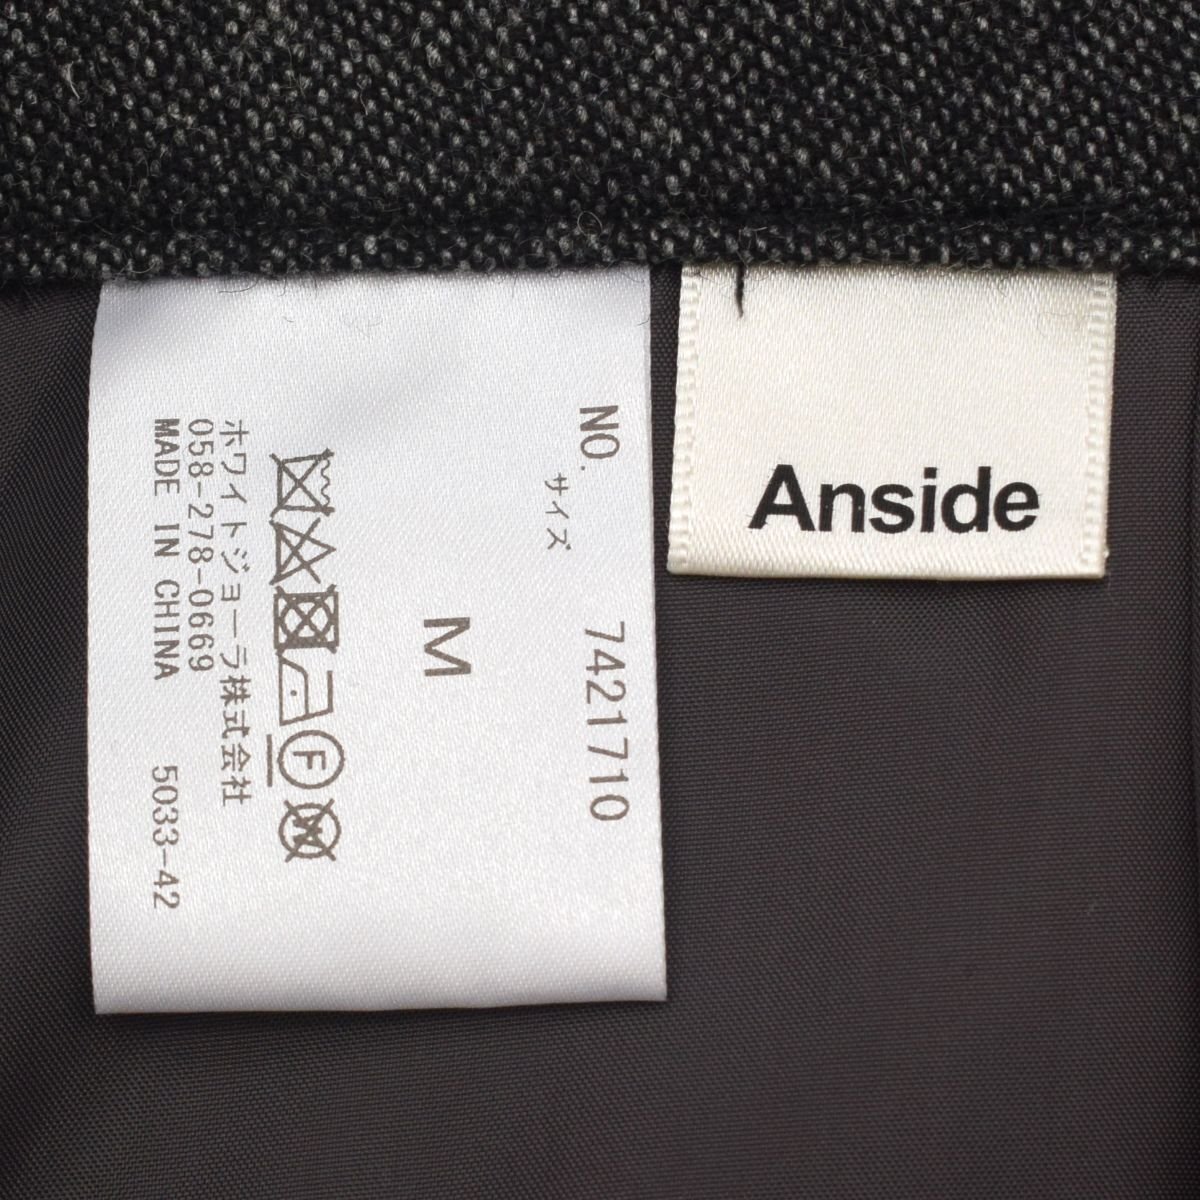 NO. 7421710
サイズ
M
F
W
ホワイトジョーラ株式会社
058-278-0669
MADE IN CHINA 5033-42
Anside